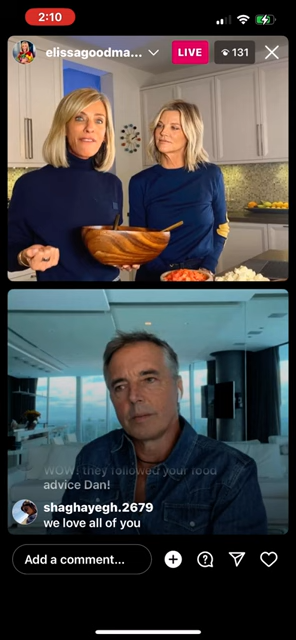 2:10
elissagoodma...
LIVE
131
WOW! they followed your food
advice Dan!
shaghayegh.2679
we love all of you
Add a comment...